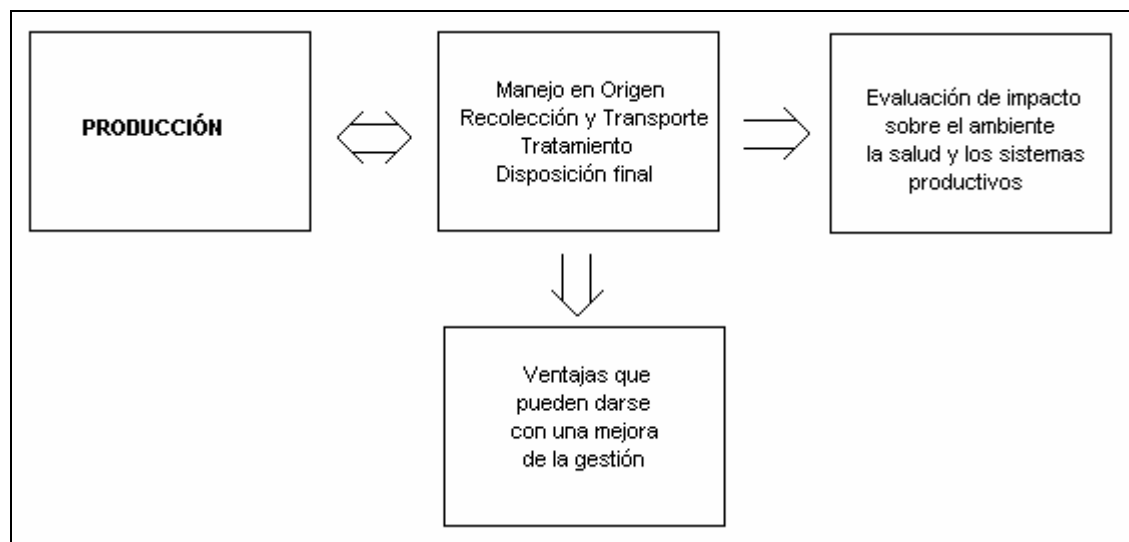 PRODUCCIÓN
Manejo en Origen
Recolección y Transporte
Tratamiento
Disposición final
Evaluación de impacto
sobre el ambiente
la salud y los sistemas
productivos
Ventajas que
pueden darse
con una mejora
de la gestión